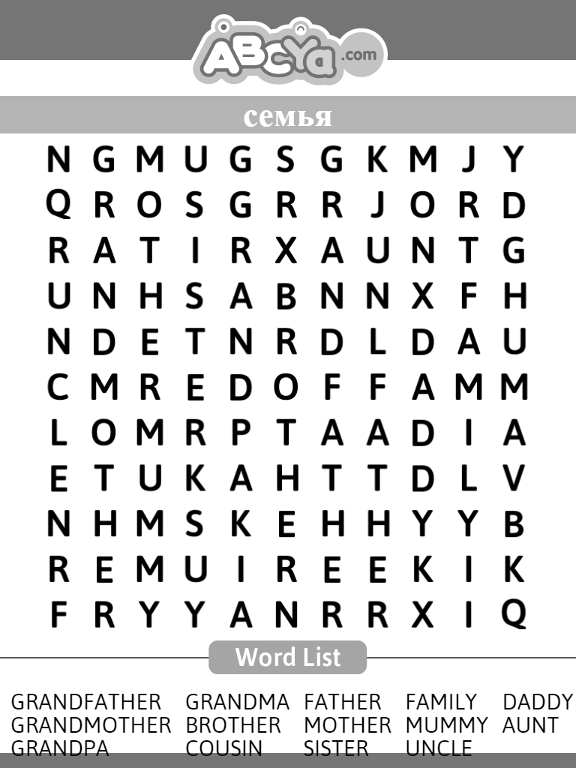 ABCYa.com
семья
N G M U G S G K M J Y
Q R O S G R R J O R D
R A T I R X A U N T G
U N H S A B N N X F H
N D E T N R D L D A U
C M R E D O F F A M M
L O M R P T A A D I A
E T U K A H T T D L V
N H M S K E H H Y Y B
R E M U I R E E K I K
F R Y Y A N R R X I Q
Word List
GRANDFATHER GRANDMA FATHER FAMILY DADDY
GRANDMOTHER BROTHER MOTHER MUMMY AUNT
GRANDPA COUSIN SISTER UNCLE